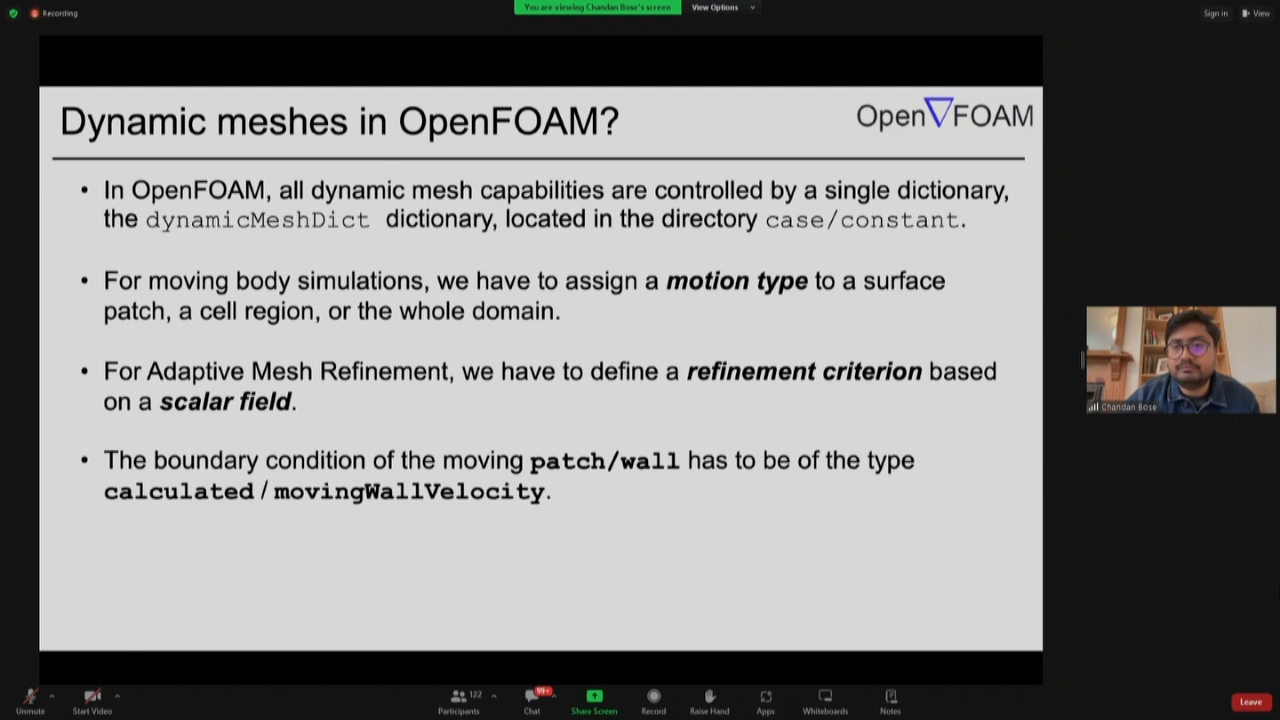 Recording
You are viewing Chandan Bose's screen
View Options
Sign in
View
Dynamic meshes in OpenFOAM?
Open∇FOAM
• In OpenFOAM, all dynamic mesh capabilities are controlled by a single dictionary,
the dynamicMeshDict dictionary, located in the directory case/constant.
• For moving body simulations, we have to assign a motion type to a surface
patch, a cell region, or the whole domain.
• For Adaptive Mesh Refinement, we have to define a refinement criterion based
on a scalar field.
• The boundary condition of the moving patch/wall has to be of the type
calculated / movingWallVelocity.
Chandan Bose
Unmute
Start Video
Participants
122
Chat
99+
Share Screen
Record
Raise Hand
Apps
Whiteboards
Notes
Leave